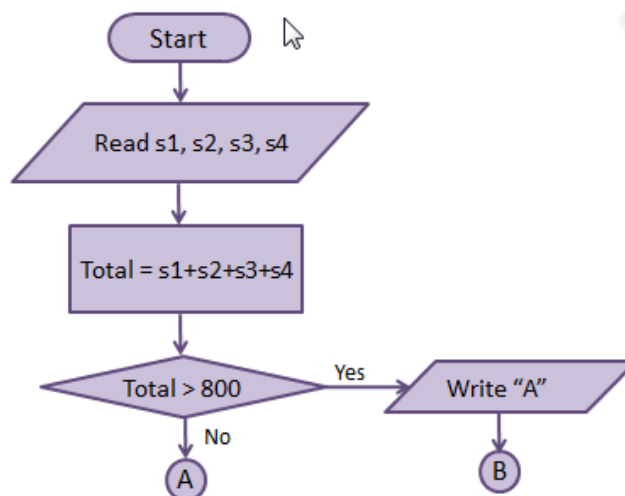 Start
Read s1, s2, s3, s4
Total = s1+s2+s3+s4
Total > 800
Yes
Write “A”
No
A
B